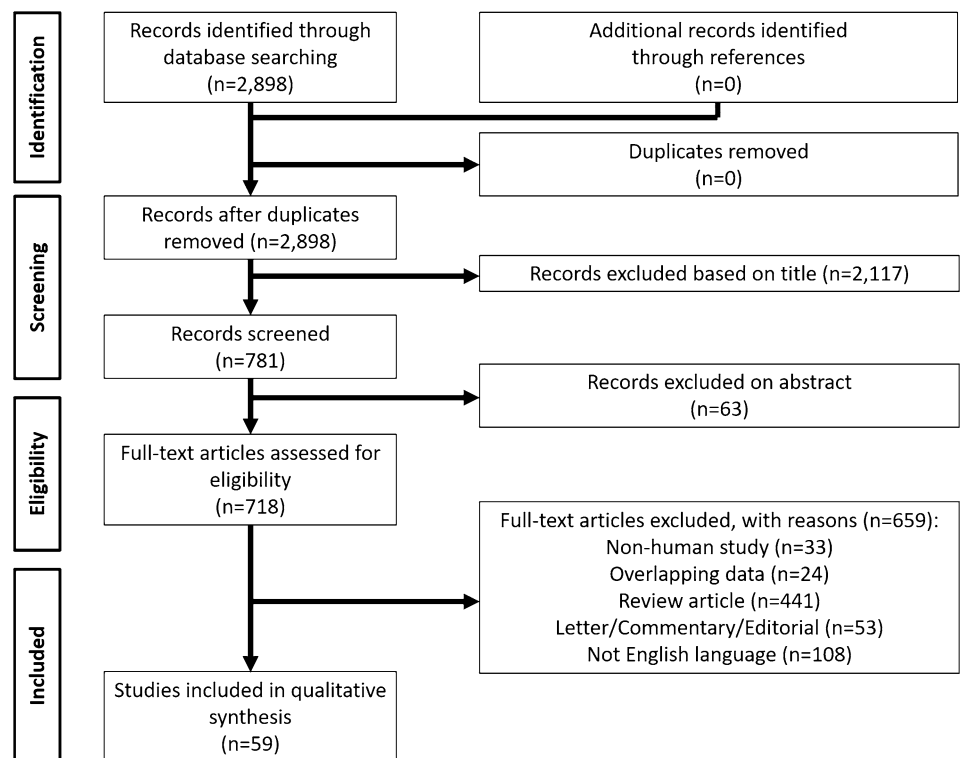 Identification
Records identified through
database searching
(n=2,898)
Additional records identified
through references
(n=0)
Duplicates removed
(n=0)
Screening
Records after duplicates
removed (n=2,898)
Records excluded based on title (n=2,117)
Records screened
(n=781)
Records excluded on abstract
(n=63)
Eligibility
Full-text articles assessed for
eligibility
(n=718)
Full-text articles excluded, with reasons (n=659):
Non-human study (n=33)
Overlapping data (n=24)
Review article (n=441)
Letter/Commentary/Editorial (n=53)
Not English language (n=108)
Included
Studies included in qualitative
synthesis
(n=59)